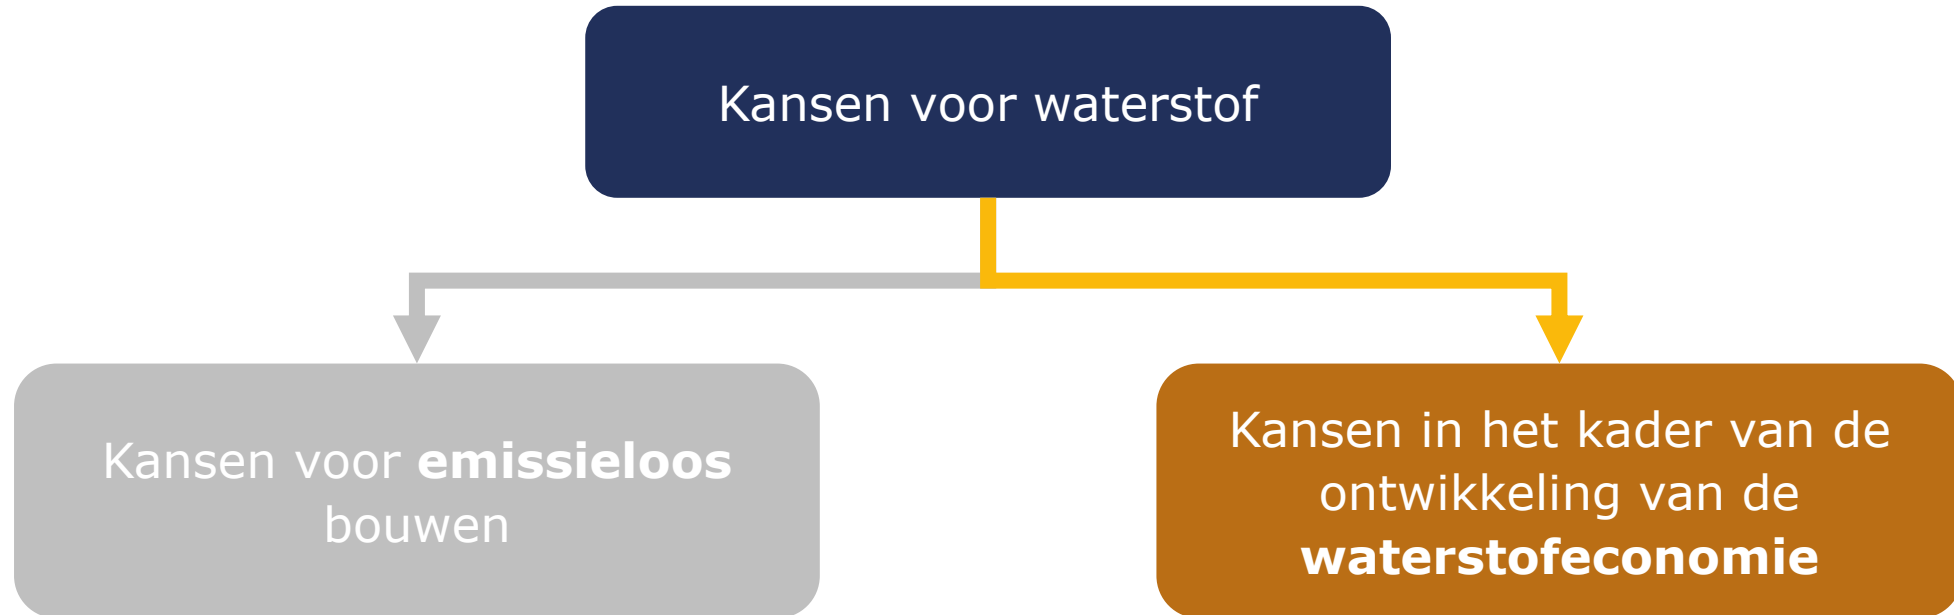 Kansen voor waterstof
Kansen voor emissieloos
bouwen
Kansen in het kader van de
ontwikkeling van de
waterstofeconomie